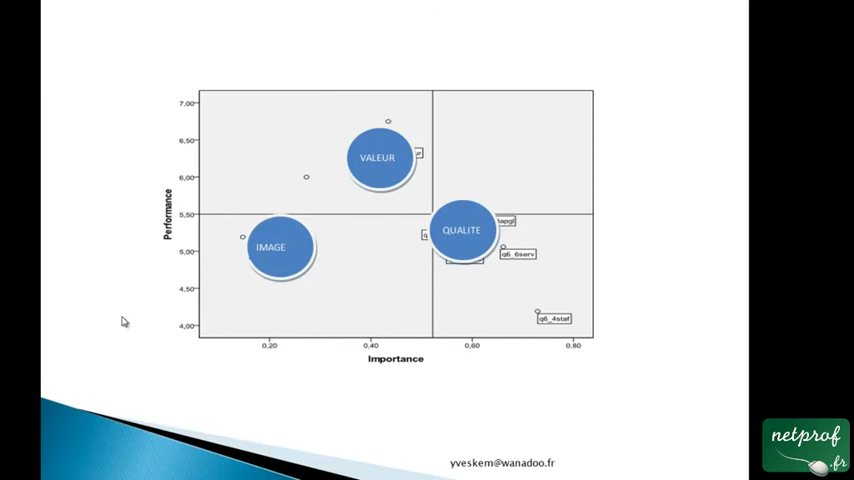 7,00
6,50
VALEUR
6,00
Performance
5,50
QUALITE
IMAGE
5,00
q6_6serv
4,50
q6_4staf
4,00
0,20
0,40
0,60
0,80
Importance
yveskem@wanadoo.fr
netprof
.fr